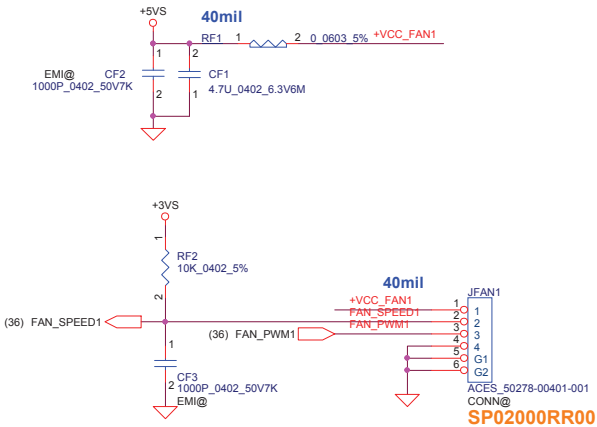 +5VS
40mil
RF1 1 2 0_0603_5% +VCC_FAN1
1 2
EMI@ CF2 CF1
1000P_0402_50V7K 4.7U_0402_6.3V6M
2 1
+3VS
1
RF2
10K_0402_5%
2
40mil
JFAN1
+VCC_FAN1 1 1
(36) FAN_SPEED1 FAN_SPEED1 2 2
(36) FAN_PWM1 FAN_PWM1 3 3
4 4
5 G1
6 G2
1
CF3
2 1000P_0402_50V7K
EMI@
ACES_50278-00401-001
CONN@
SP02000RR00